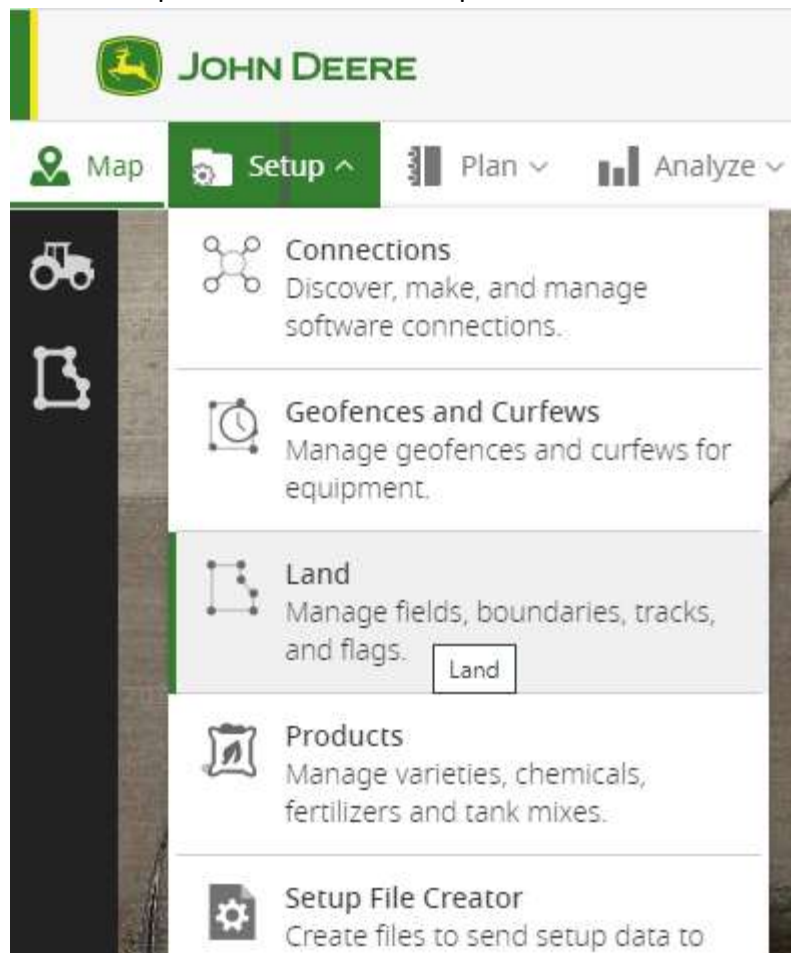 JOHN DEERE
Map Setup Plan Analyze
Connections
Discover, make, and manage
software connections.
Geofences and Curfews
Manage geofences and curfews for
equipment.
Land
Manage fields, boundaries, tracks,
and flags.
Land
Products
Manage varieties, chemicals,
fertilizers and tank mixes.
Setup File Creator
Create files to send setup data to